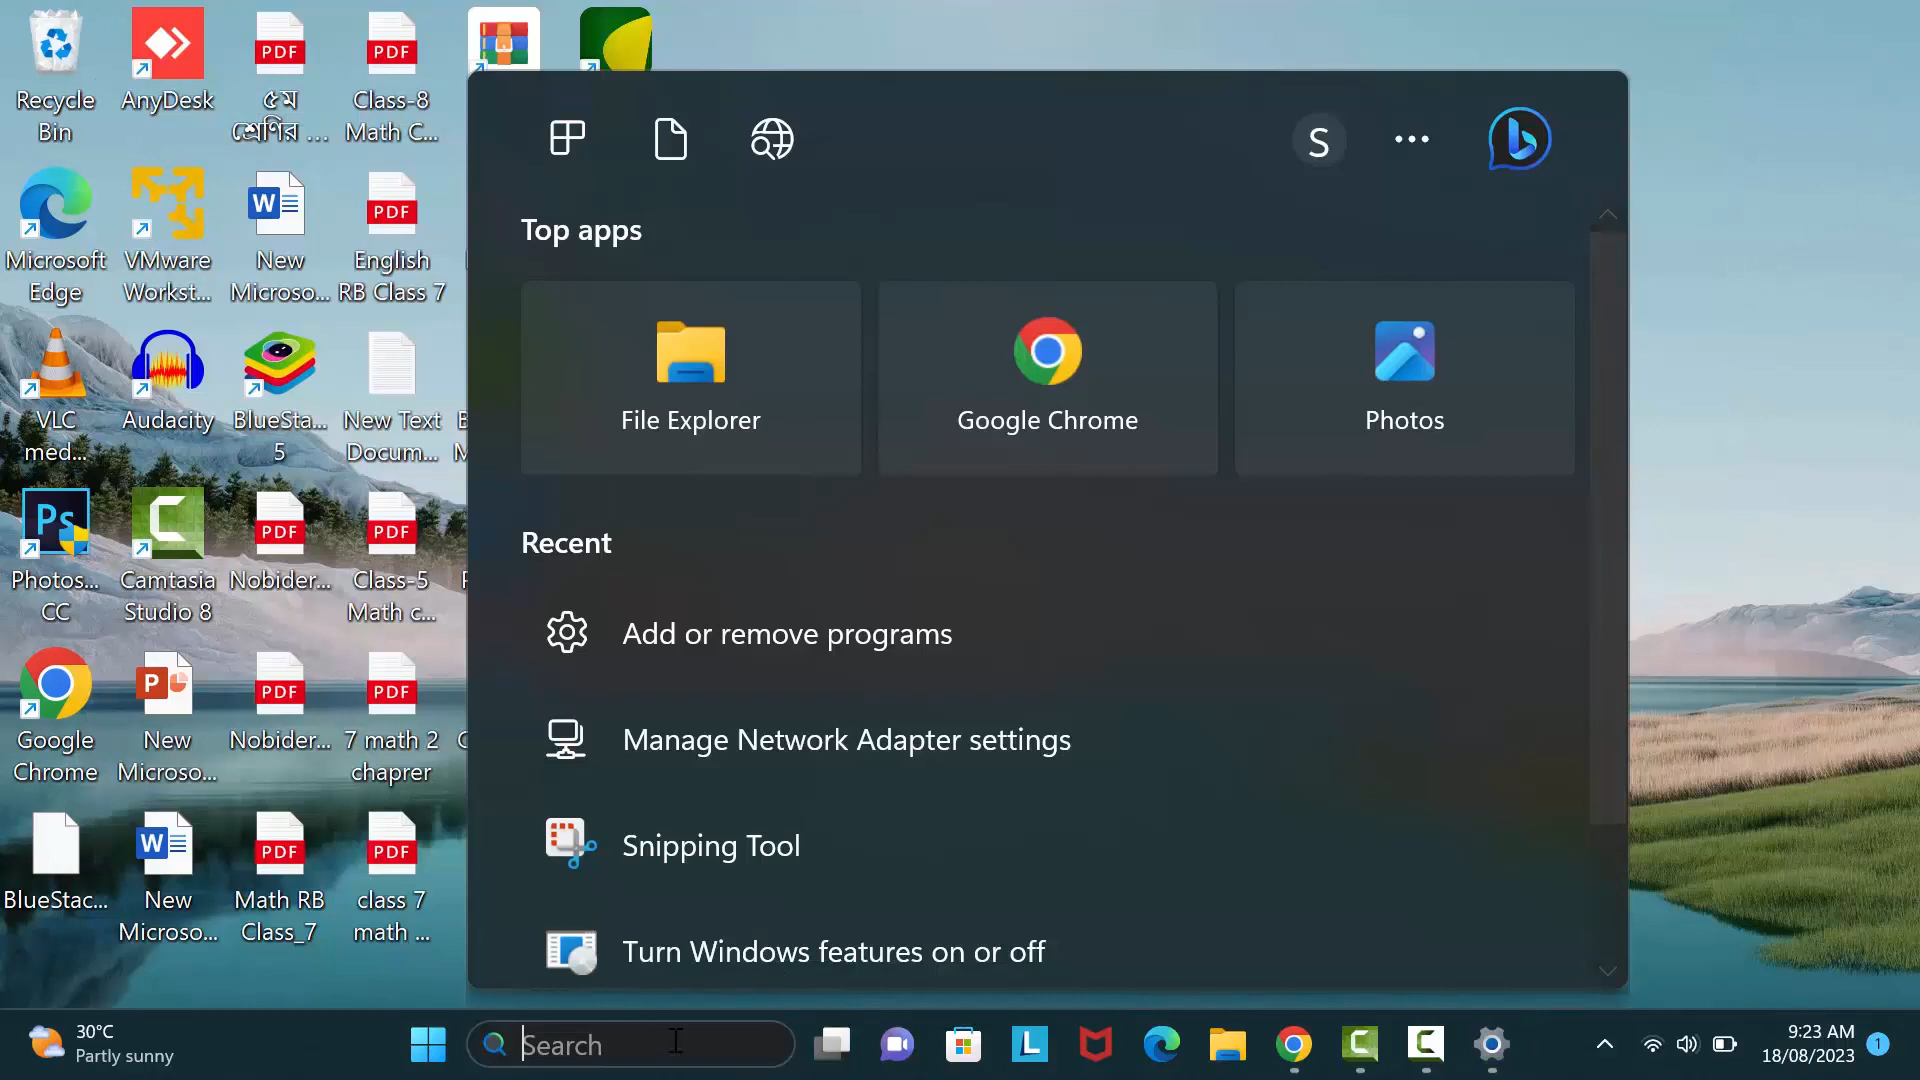 Recycle
Bin
AnyDesk
৫ম
শ্রেণির ...
Class-8
Math C...
Microsoft
Edge
VMware
Workst...
New
Microso...
English
RB Class 7
VLC
med...
Audacity
BlueSta...
5
New Text
Docum...
Photos...
CC
Camtasia
Studio 8
Nobider...
Class-5
Math c...
Google
Chrome
New
Microso...
Nobider...
7 math 2
chaprer
BlueStac...
New
Microso...
Math RB
Class_7
class 7
math ...
PDF
PDF
W
PDF
Ps
PDF
PDF
P
PDF
PDF
W
PDF
PDF
S
Top apps
File Explorer
Google Chrome
Photos
Recent
Add or remove programs
Manage Network Adapter settings
Snipping Tool
Turn Windows features on or off
30°C
Partly sunny
Search
L
9:23 AM
18/08/2023
1